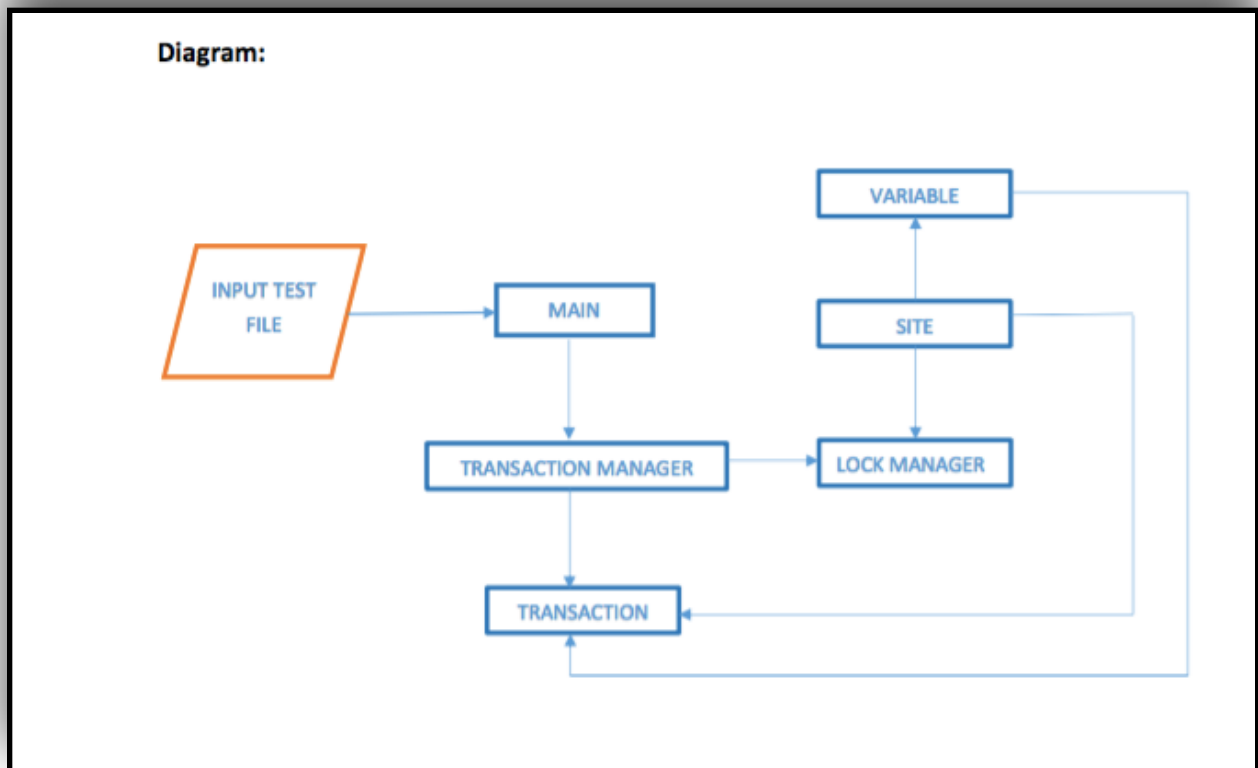 Diagram:
VARIABLE
INPUT TEST
FILE
MAIN
SITE
TRANSACTION MANAGER
LOCK MANAGER
TRANSACTION